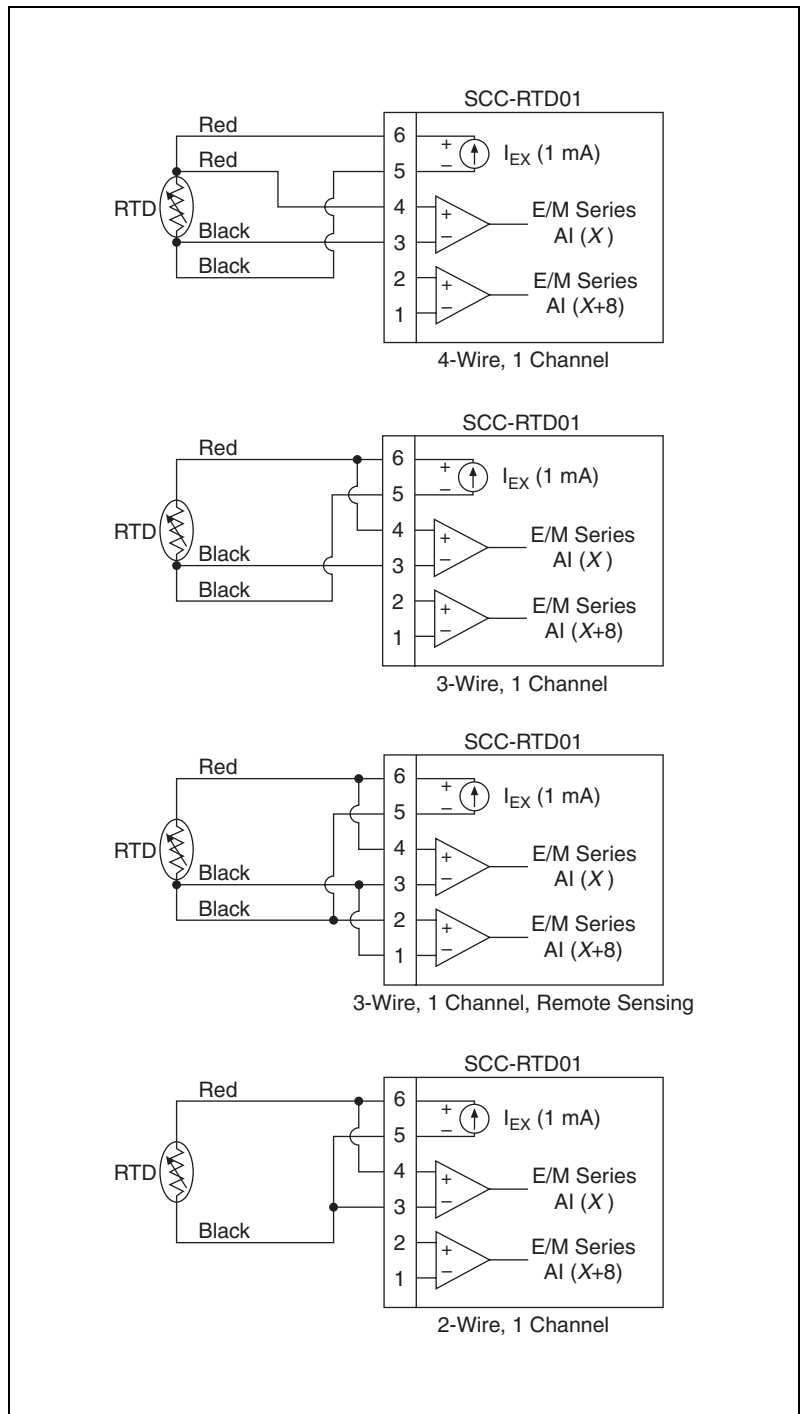 SCC-RTD01
Red
6
+
−
I_EX (1 mA)
Red
5
RTD
4
+
−
E/M Series
AI (X)
Black
3
Black
2
+
−
E/M Series
AI (X+8)
1
4-Wire, 1 Channel
SCC-RTD01
Red
6
+
−
I_EX (1 mA)
5
RTD
4
+
−
E/M Series
AI (X)
Black
3
Black
2
+
−
E/M Series
AI (X+8)
1
3-Wire, 1 Channel
SCC-RTD01
Red
6
+
−
I_EX (1 mA)
5
RTD
4
+
−
E/M Series
AI (X)
Black
3
Black
2
+
−
E/M Series
AI (X+8)
1
3-Wire, 1 Channel, Remote Sensing
SCC-RTD01
Red
6
+
−
I_EX (1 mA)
5
RTD
4
+
−
E/M Series
AI (X)
3
Black
2
+
−
E/M Series
AI (X+8)
1
2-Wire, 1 Channel